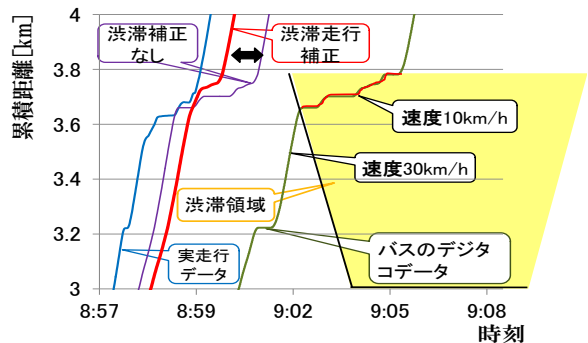 4
3.8
3.6
3.4
3.2
3
累積距離[km]
渋滞補正
なし
渋滞走行
補正
速度10km/h
速度30km/h
渋滞領域
実走行
データ
バスのデジタ
コデータ
8:57
8:59
9:02
9:05
9:08
時刻